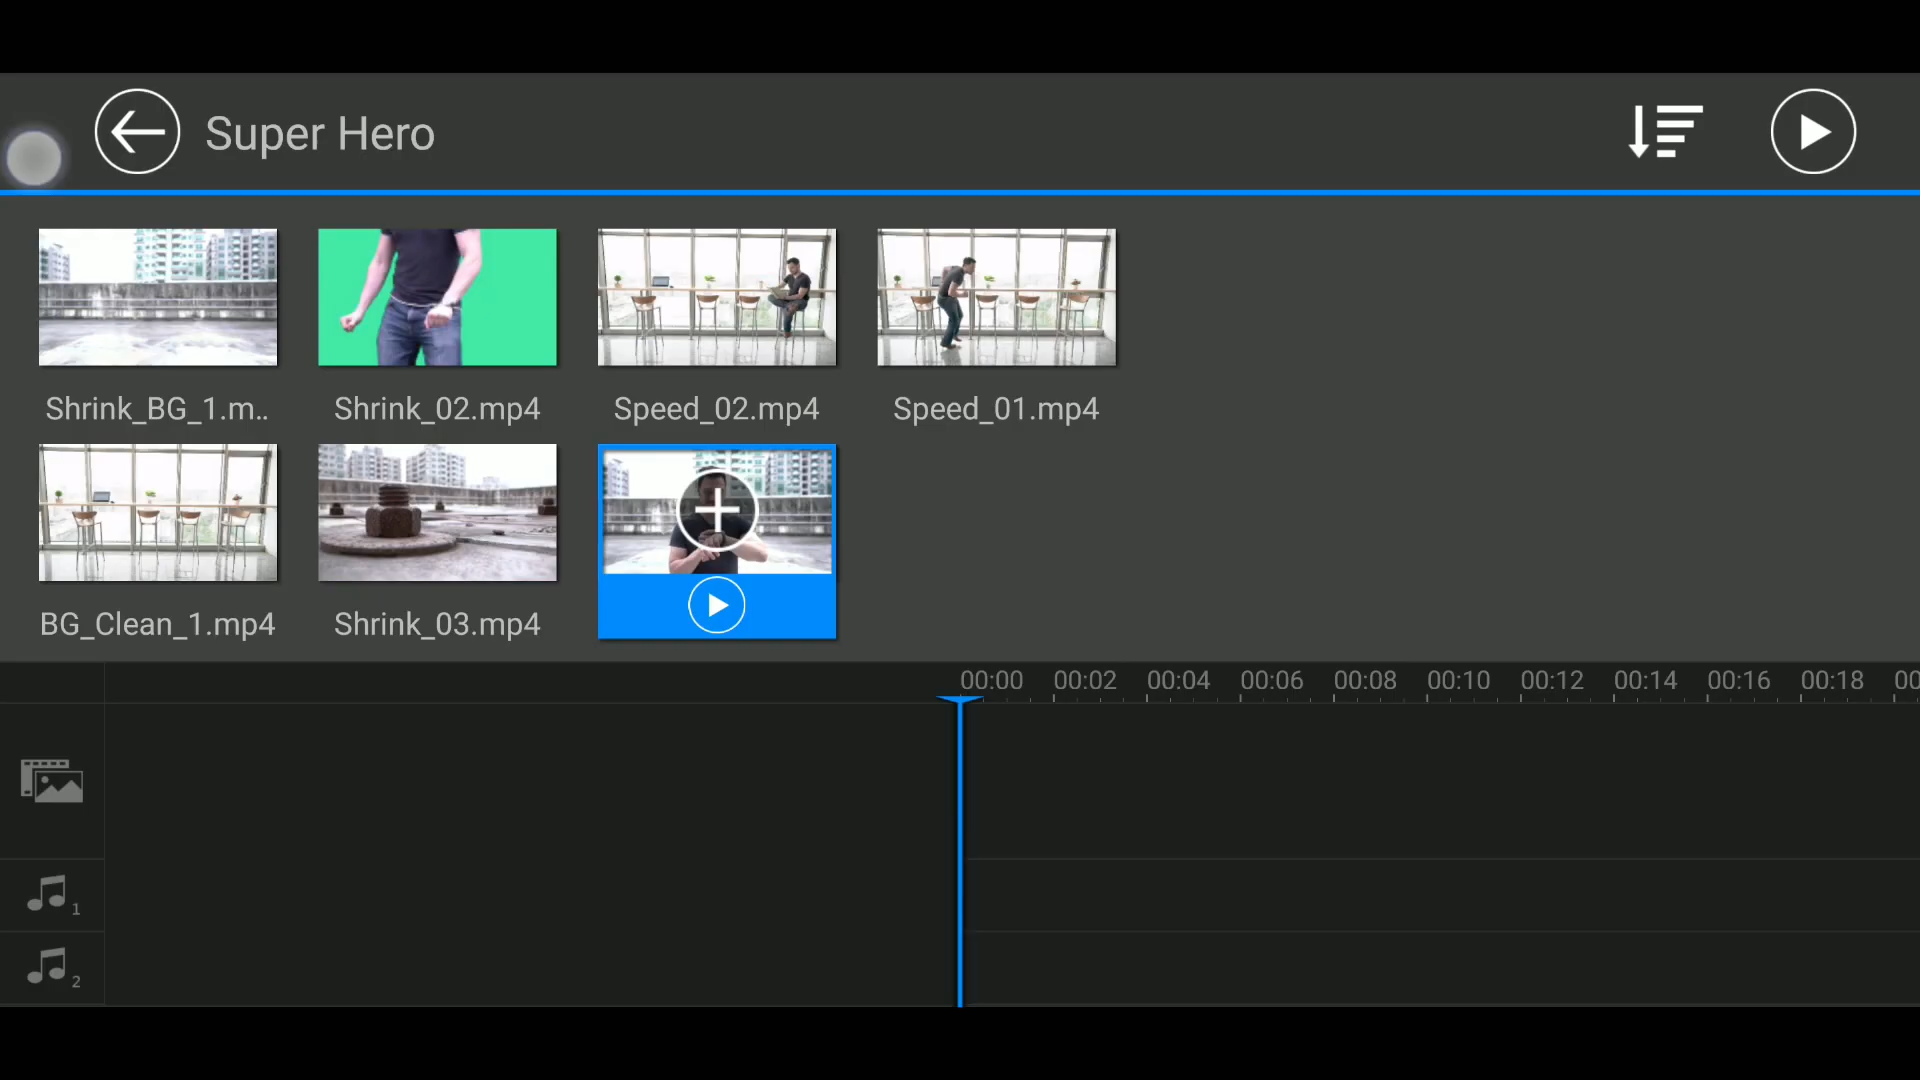 Super Hero
Shrink_BG_1.m..
Shrink_02.mp4
Speed_02.mp4
Speed_01.mp4
BG_Clean_1.mp4
Shrink_03.mp4
00:00 00:02 00:04 00:06 00:08 00:10 00:12 00:14 00:16 00:18 00
1
2